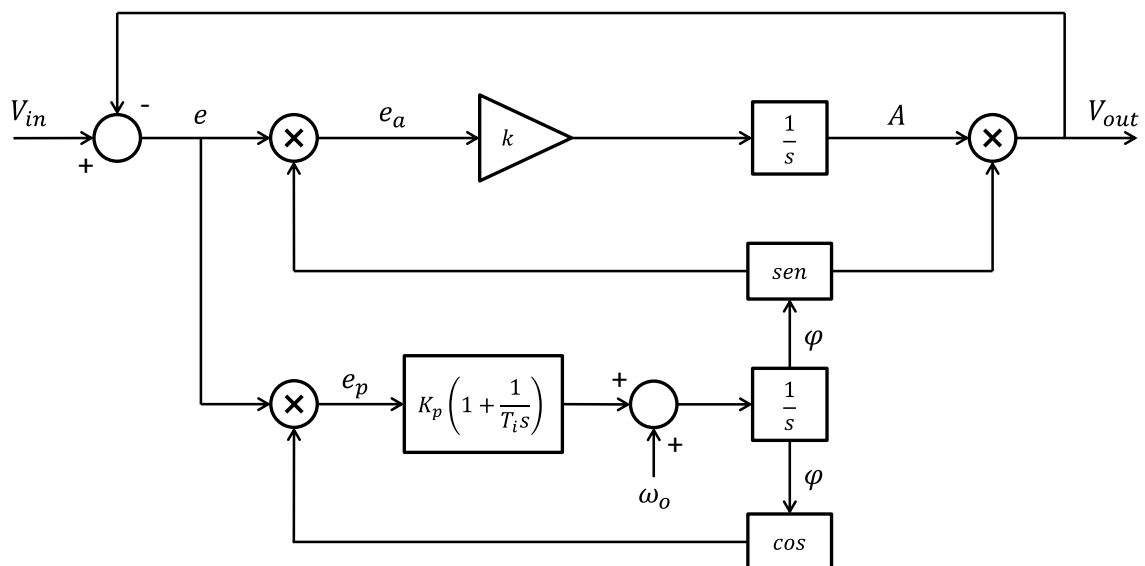 V_in
+
-
e
×
e_a
k
1/s
A
×
V_out
sen
φ
×
e_p
K_p(1+1/(T_i s))
+
+
ω_o
1/s
φ
cos